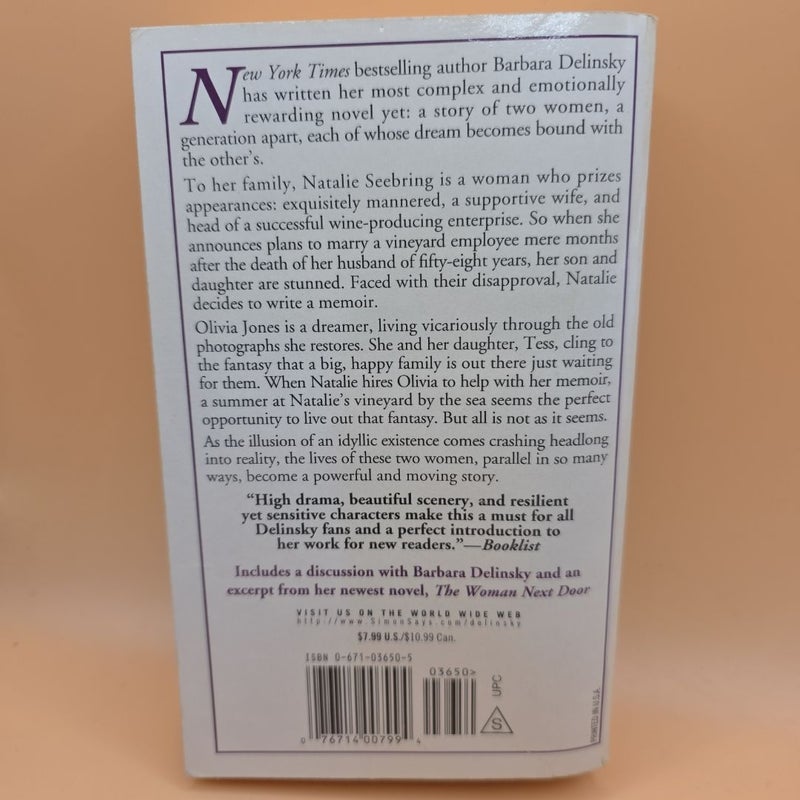 New York Times bestselling author Barbara Delinsky
has written her most complex and emotionally
rewarding novel yet: a story of two women, a
generation apart, each of whose dream becomes bound with
the other's.
To her family, Natalie Seebring is a woman who prizes
appearances: exquisitely mannered, a supportive wife, and
head of a successful wine-producing enterprise. So when she
announces plans to marry a vineyard employee mere months
after the death of her husband of fifty-eight years, her son and
daughter are stunned. Faced with their disapproval, Natalie
decides to write a memoir.
Olivia Jones is a dreamer, living vicariously through the old
photographs she restores. She and her daughter, Tess, cling to
the fantasy that a big, happy family is out there just waiting
for them. When Natalie hires Olivia to help with her memoir,
a summer at Natalie's vineyard by the sea seems the perfect
opportunity to live out that fantasy. But all is not as it seems.
As the illusion of an idyllic existence comes crashing headlong
into reality, the lives of these two women, parallel in so many
ways, become a powerful and moving story.
“High drama, beautiful scenery, and resilient
yet sensitive characters make this a must for all
Delinsky fans and a perfect introduction to
her work for new readers.”—Booklist
Includes a discussion with Barbara Delinsky and an
excerpt from her newest novel, The Woman Next Door
VISIT US ON THE WORLD WIDE WEB
http://www.SimonSays.com/delinsky
$7.99 U.S./$10.99 Can.
ISBN 0-671-03650-5
03650>
UPC
S
0 76714 00799 4
PRINTED IN U.S.A.